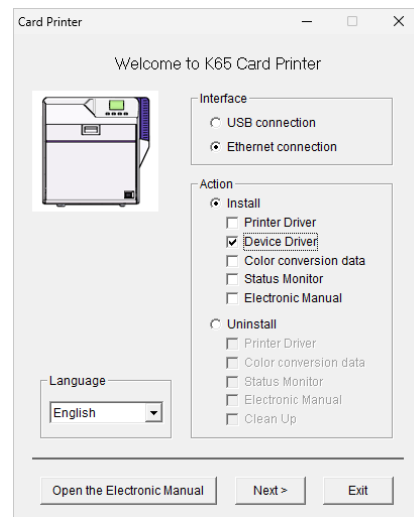 Card Printer
Welcome to K65 Card Printer
Interface
USB connection
Ethernet connection
Action
Install
Printer Driver
Device Driver
Color conversion data
Status Monitor
Electronic Manual
Uninstall
Printer Driver
Color conversion data
Status Monitor
Electronic Manual
Clean Up
Language
English
Open the Electronic Manual
Next >
Exit